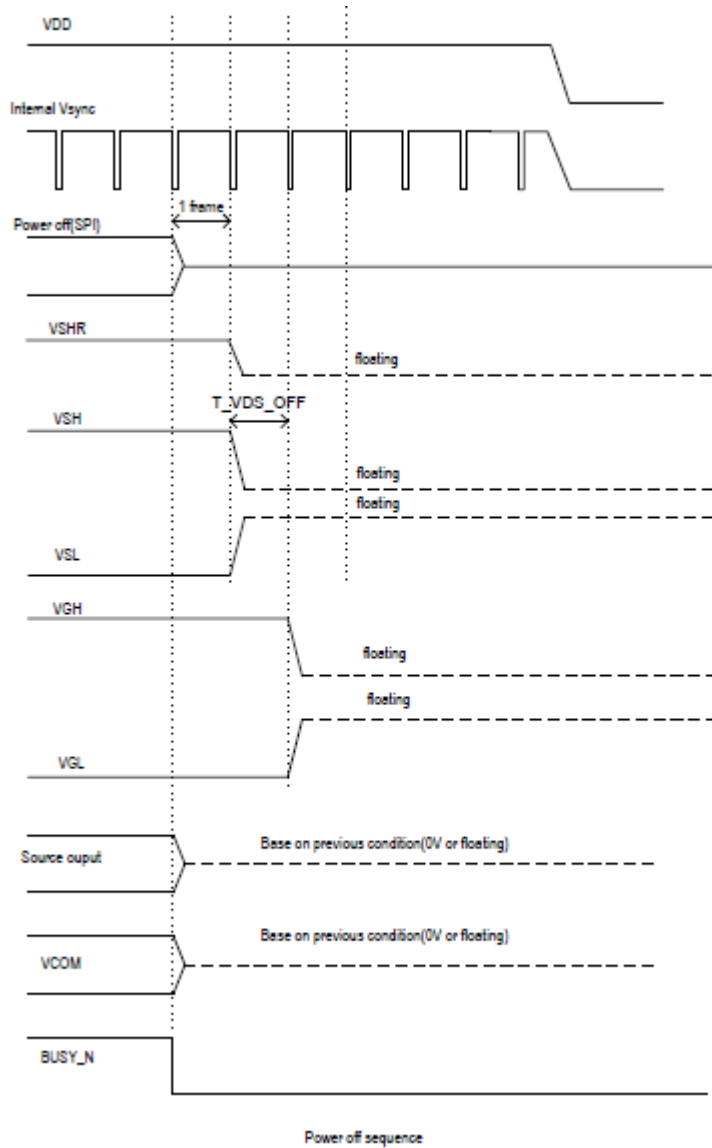 VDD
Internal Vsync
1 frame
Power off(SPI)
VSHR
floating
T_VDS_OFF
VSH
floating
floating
VSL
VGH
floating
floating
VGL
Base on previous condition(0V or floating)
Source ouput
Base on previous condition(0V or floating)
VCOM
BUSY_N
Power off sequence